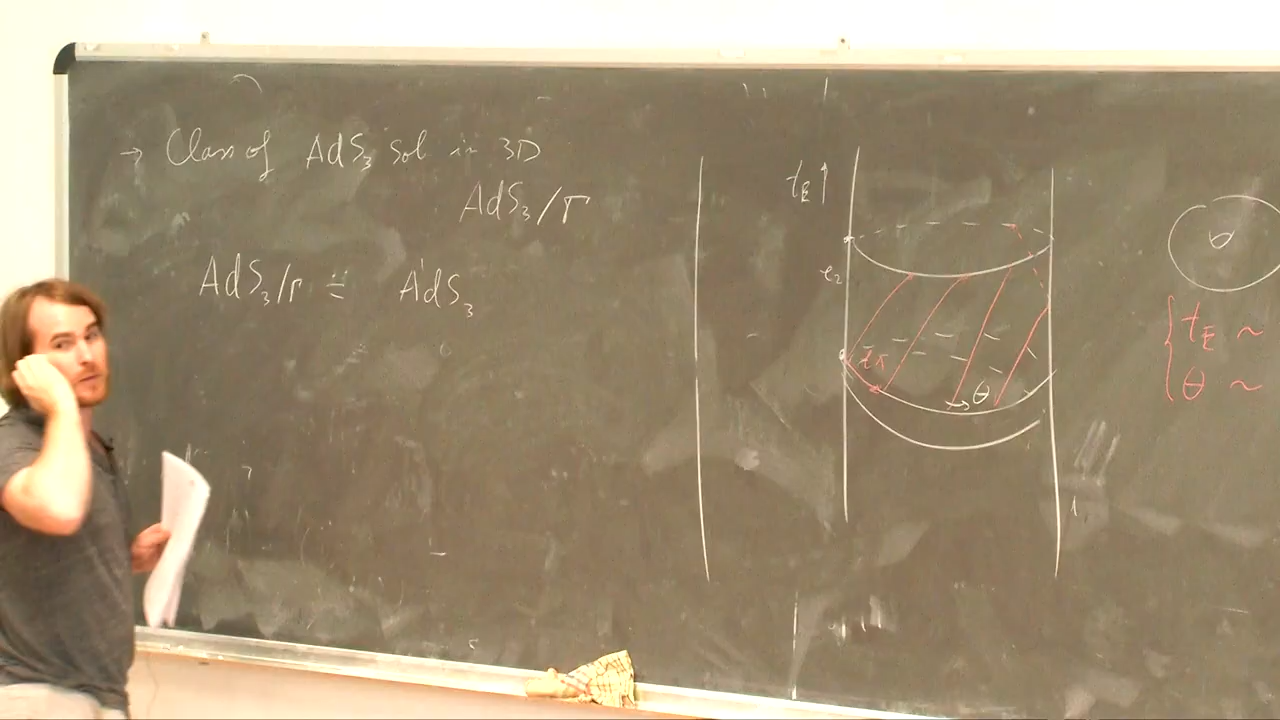 → Class of AdS₃ sol in 3D
AdS₃/Γ
AdS₃/Γ ≝ AdS₃
t_E ↑
→ θ
{ t_E ~
θ ~